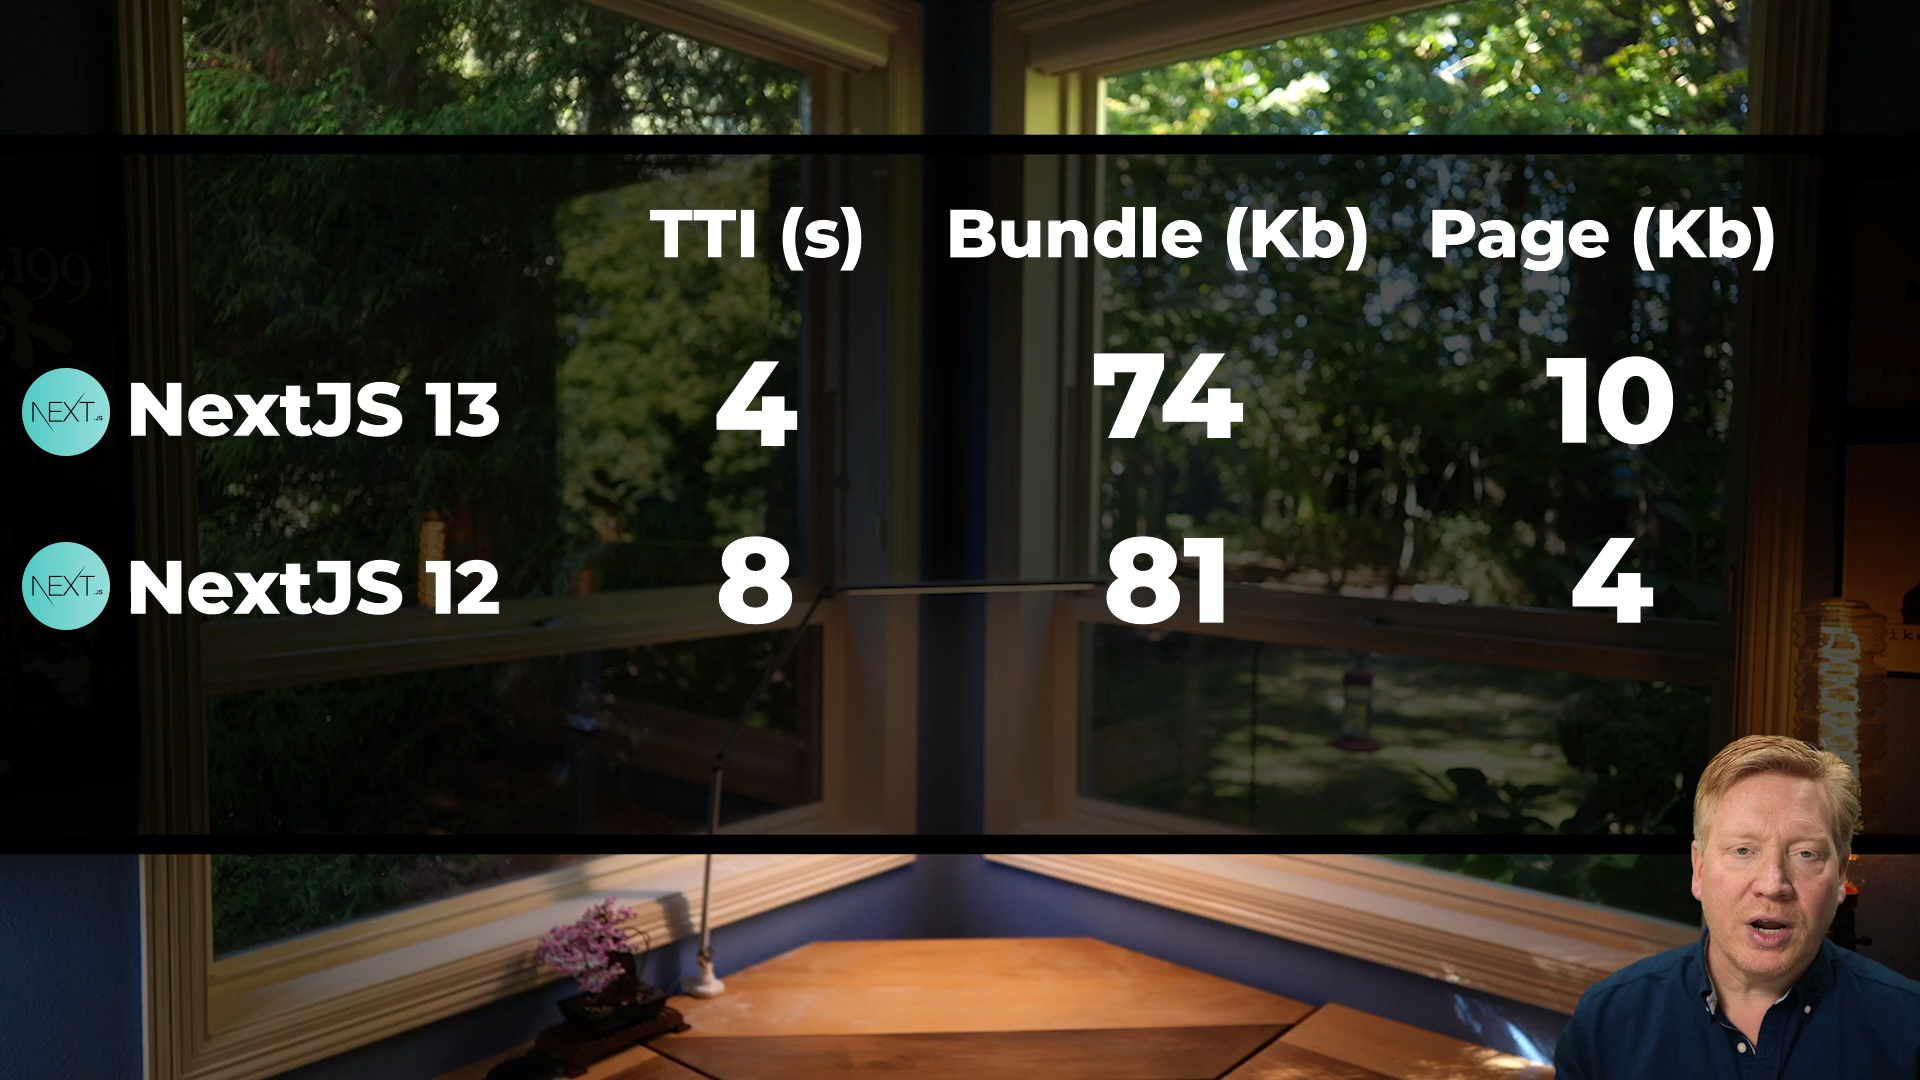 TTI (s) Bundle (Kb) Page (Kb)
NEXT.JS NextJS 13 4 74 10
NEXT.JS NextJS 12 8 81 4
199